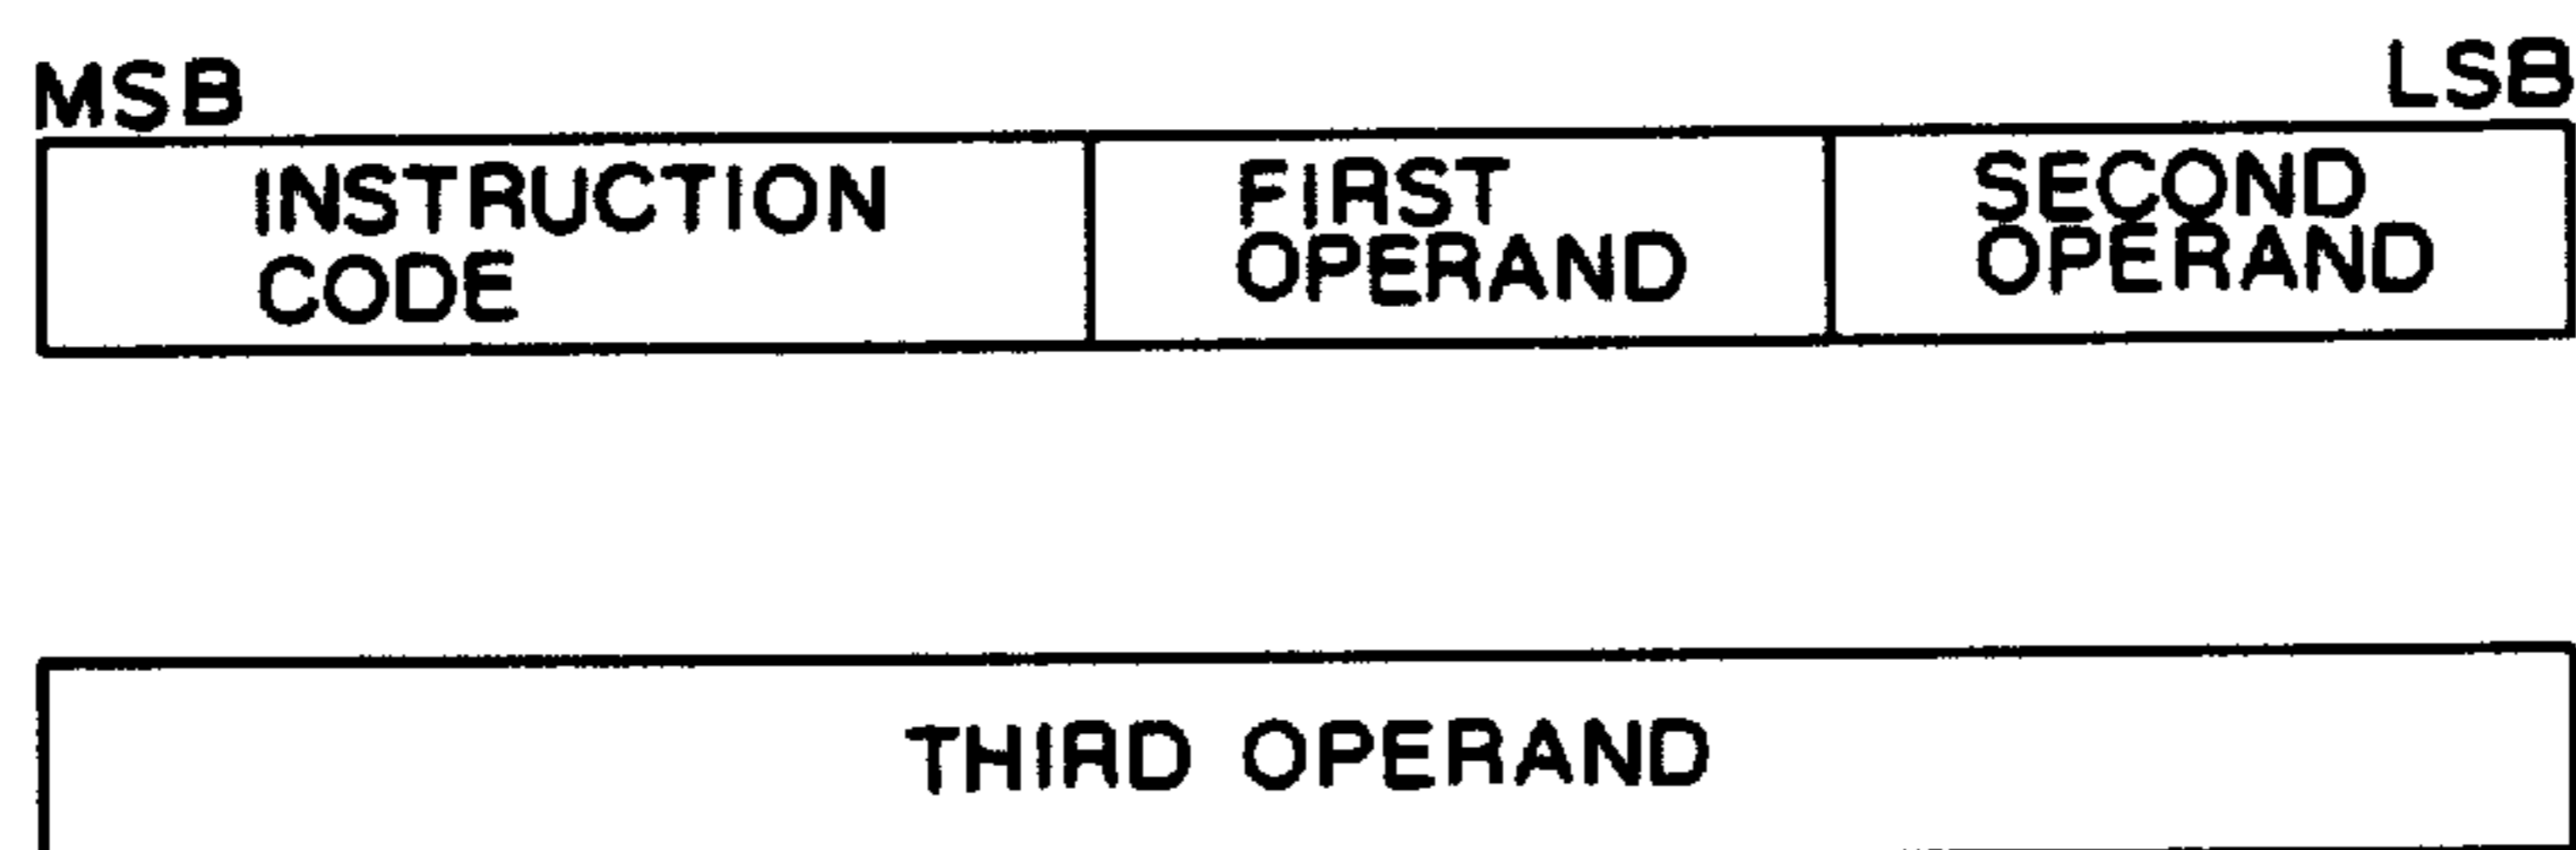 MSB LSB
INSTRUCTION
CODE
FIRST
OPERAND
SECOND
OPERAND
THIRD OPERAND